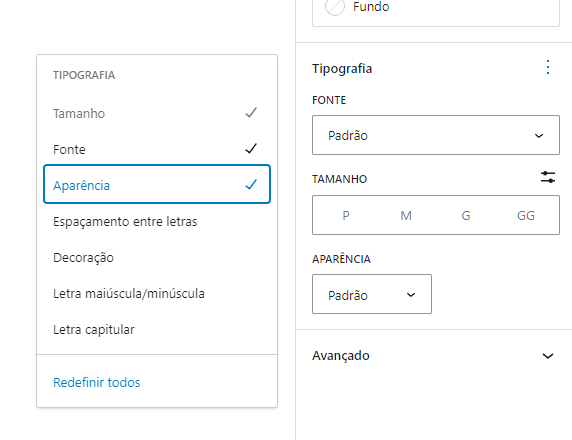 Fundo
TIPOGRAFIA
Tamanho
Fonte
Aparência
Espaçamento entre letras
Decoração
Letra maiúscula/minúscula
Letra capitular
Redefinir todos
Tipografia
FONTE
Padrão
TAMANHO
P M G GG
APARÊNCIA
Padrão
Avançado